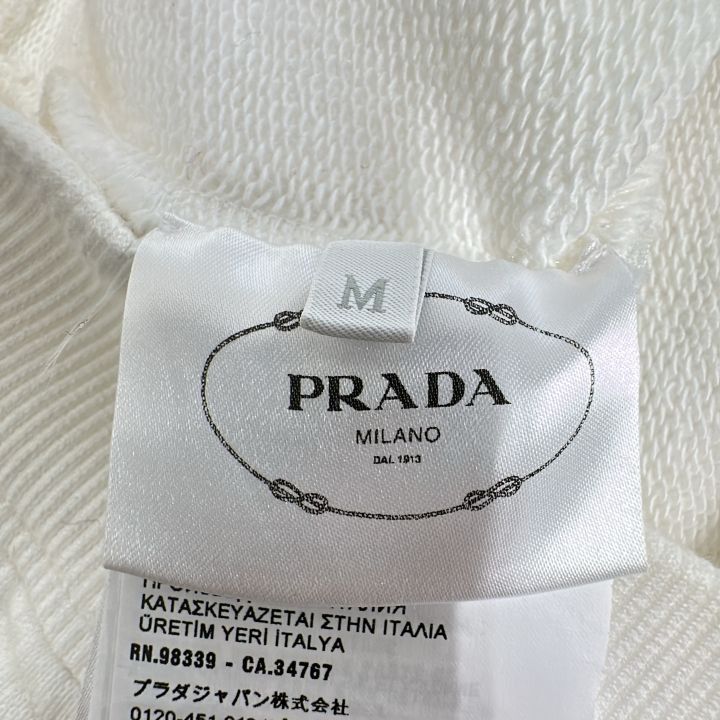 M
PRADA
MILANO
DAL 1913
ΚΑΤΑΣΚΕΥΑΖΕΤΑΙ ΣΤΗΝ ΙΤΑΛΙΑ
ÜRETİM YERİ İTALYA
RN.98339 - CA.34767
プラダジャパン株式会社